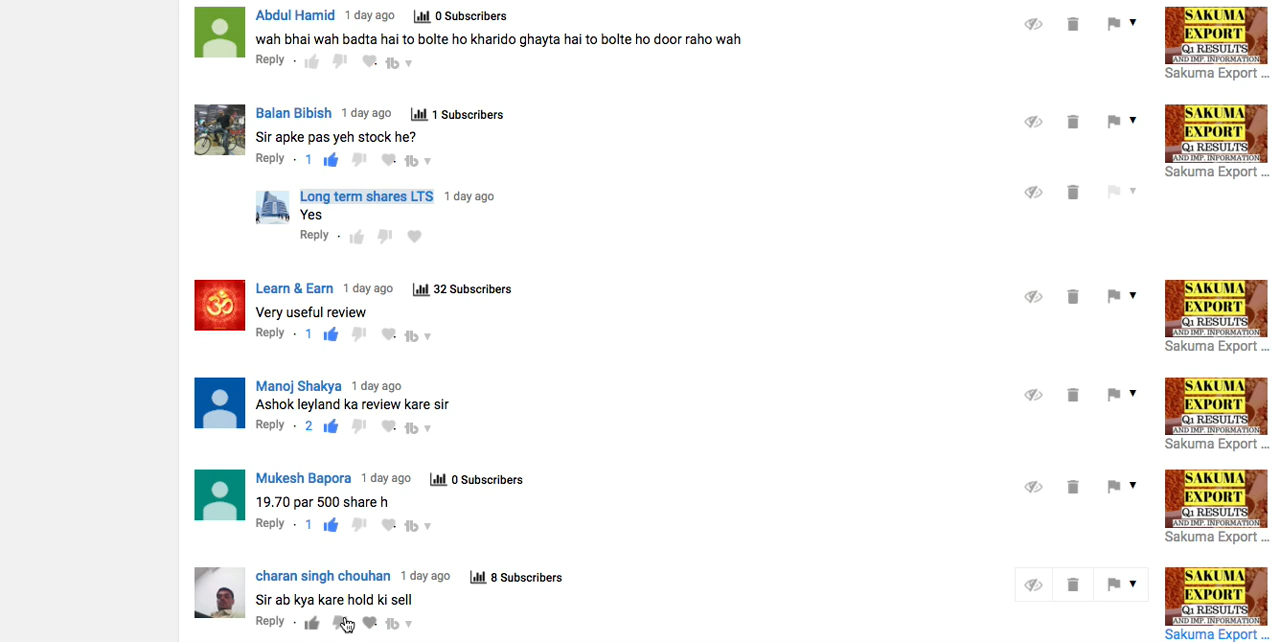 Abdul Hamid 1 day ago 0 Subscribers
wah bhai wah badta hai to bolte ho kharido ghayta hai to bolte ho door raho wah
Reply
SAKUMA
EXPORT
Q1 RESULTS
AND IMP. INFORMATION
Sakuma Export ...
Balan Bibish 1 day ago 1 Subscribers
Sir apke pas yeh stock he?
Reply · 1
SAKUMA
EXPORT
Q1 RESULTS
AND IMP. INFORMATION
Sakuma Export ...
Long term shares LTS 1 day ago
Yes
Reply
Learn & Earn 1 day ago 32 Subscribers
Very useful review
Reply · 1
SAKUMA
EXPORT
Q1 RESULTS
AND IMP. INFORMATION
Sakuma Export ...
Manoj Shakya 1 day ago
Ashok leyland ka review kare sir
Reply · 2
SAKUMA
EXPORT
Q1 RESULTS
AND IMP. INFORMATION
Sakuma Export ...
Mukesh Bapora 1 day ago 0 Subscribers
19.70 par 500 share h
Reply · 1
SAKUMA
EXPORT
Q1 RESULTS
AND IMP. INFORMATION
Sakuma Export ...
charan singh chouhan 1 day ago 8 Subscribers
Sir ab kya kare hold ki sell
Reply
SAKUMA
EXPORT
Q1 RESULTS
AND IMP. INFORMATION
Sakuma Export ...